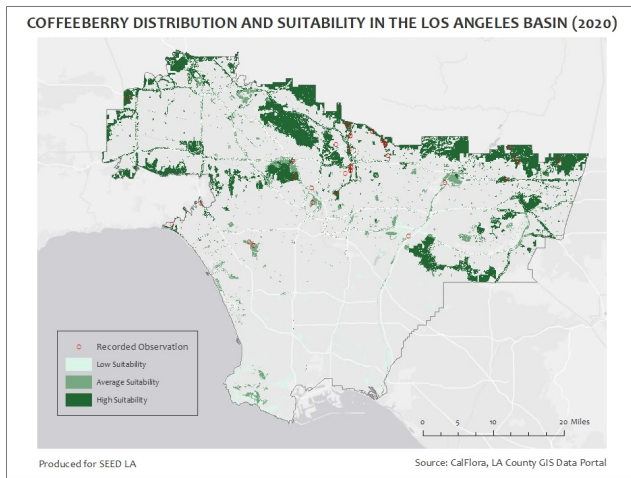 COFFEEBERRY DISTRIBUTION AND SUITABILITY IN THE LOS ANGELES BASIN (2020)
Recorded Observation
Low Suitability
Average Suitability
High Suitability
0 5 10 20 Miles
Produced for SEED LA
Source: CalFlora, LA County GIS Data Portal